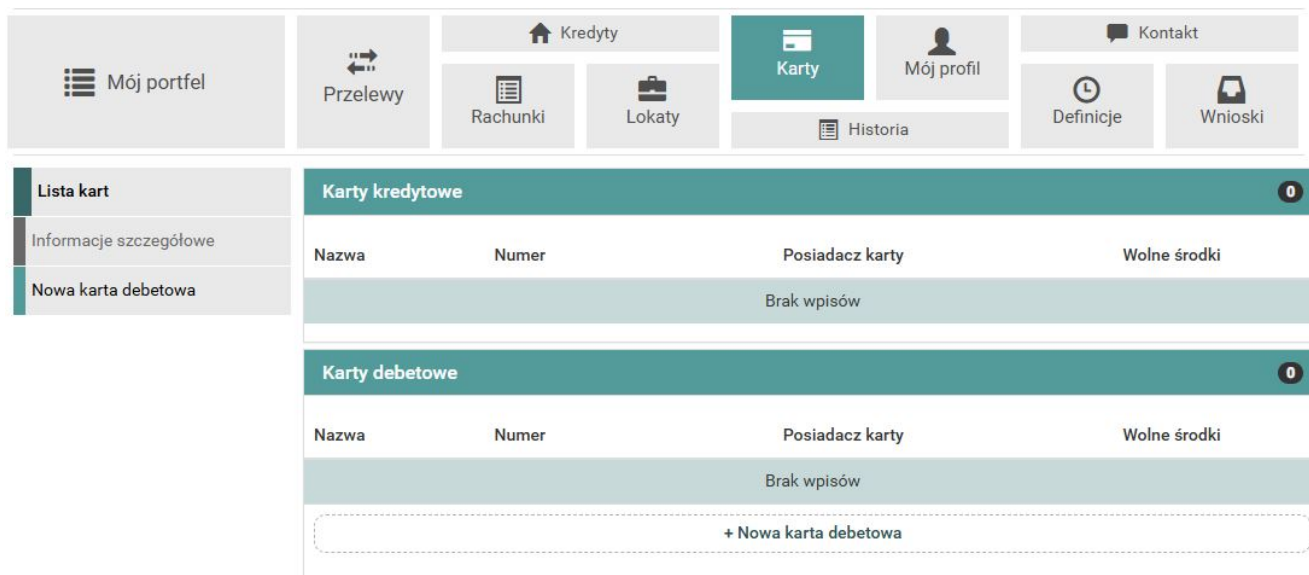 Mój portfel
Przelewy
Kredyty
Rachunki
Lokaty
Karty
Mój profil
Historia
Kontakt
Definicje
Wnioski
Lista kart
Informacje szczegółowe
Nowa karta debetowa
Karty kredytowe 0
Nazwa Numer Posiadacz karty Wolne środki
Brak wpisów
Karty debetowe 0
Nazwa Numer Posiadacz karty Wolne środki
Brak wpisów
+ Nowa karta debetowa